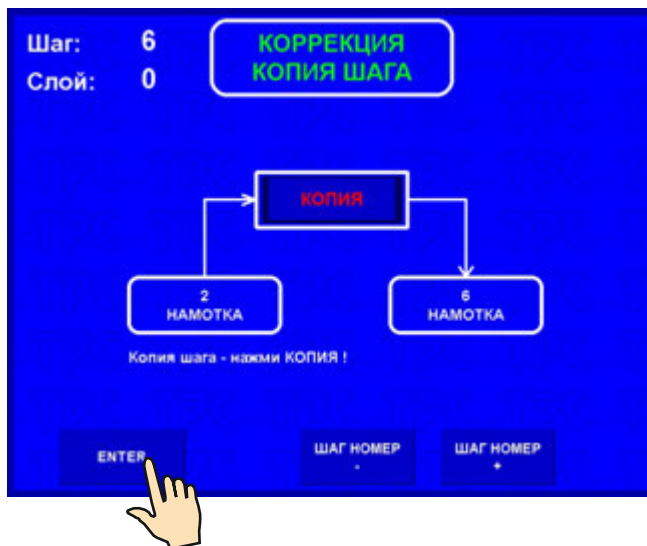 Шаг: 6
Слой: 0
КОРРЕКЦИЯ
КОПИЯ ШАГА
КОПИЯ
2
НАМОТКА
6
НАМОТКА
Копия шага - нажми КОПИЯ !
ENTER
ШАГ НОМЕР
-
ШАГ НОМЕР
+